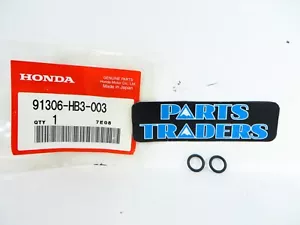 GENUINE PARTS
Honda Motor Co., Ltd.
Made in Japan
HONDA
91306-HB3-003
QTY 1 7E08
PARTS
TRADERS